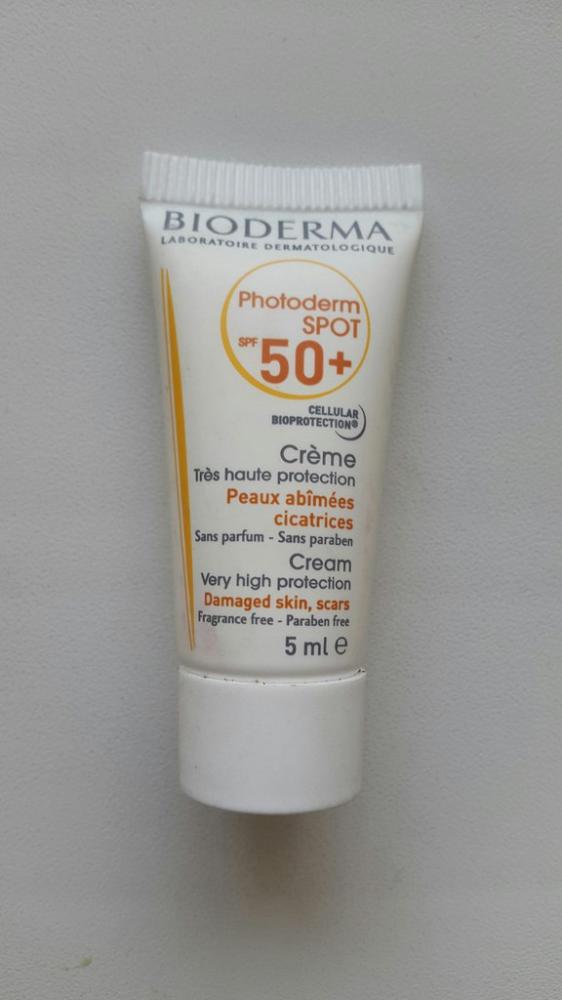 BIODERMA
LABORATOIRE DERMATOLOGIQUE
Photoderm
SPOT
SPF 50+
CELLULAR
BIOPROTECTION®
Crème
Très haute protection
Peaux abîmées
cicatrices
Sans parfum - Sans paraben
Cream
Very high protection
Damaged skin, scars
Fragrance free - Paraben free
5 ml e